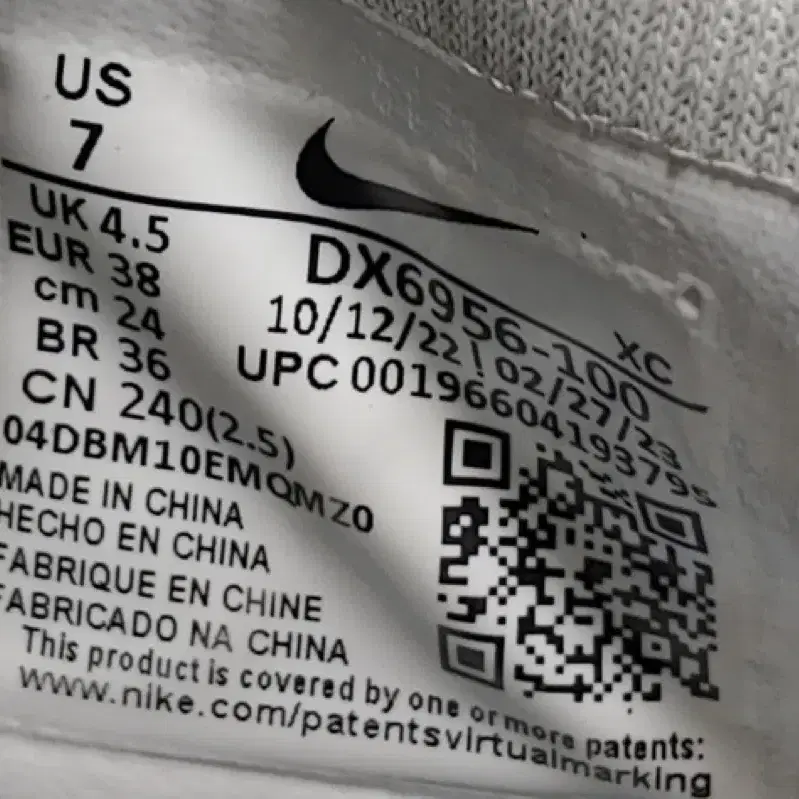 US
7
UK 4.5
EUR 38
cm 24
BR 36
CN 240(2.5)
DX6956-100
XC
10/12/22 ! 02/27/23
UPC 00196604193795
04DBM10EMQMZ0
MADE IN CHINA
HECHO EN CHINA
FABRIQUE EN CHINE
FABRICADO NA CHINA
This product is covered by one or more patents:
www.nike.com/patentsvirtualmarking